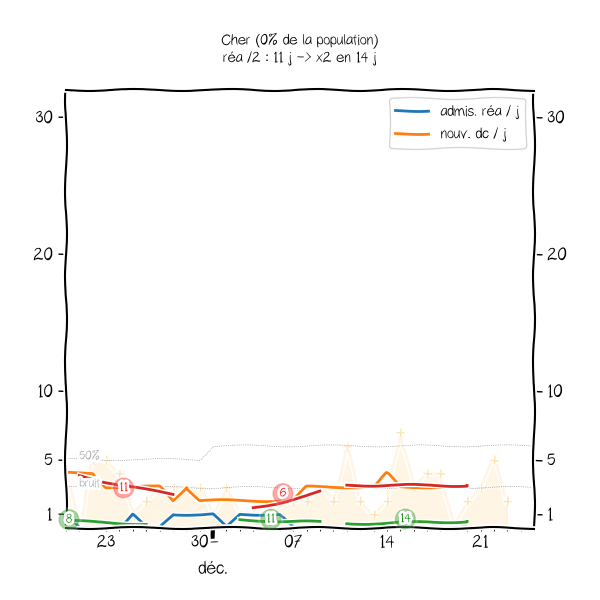 Cher (0% de la population)
réa /2 : 11 j -> x2 en 14 j
admis. réa / j
nouv. dc / j
30 30
20 20
10 10
5 50% 5
bruit
11 6
1 8 11 14 1
23 30 07 14 21
déc.